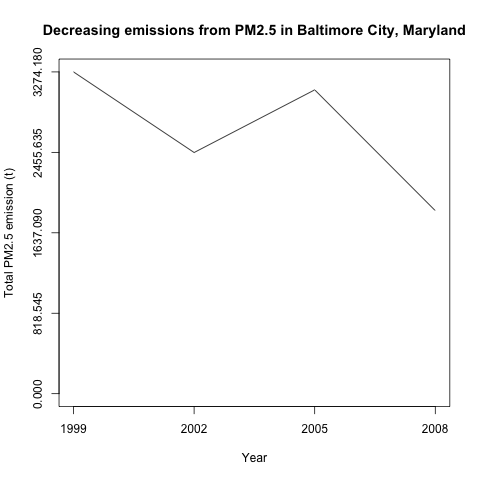 Decreasing emissions from PM2.5 in Baltimore City, Maryland
Total PM2.5 emission (t)
3274.180
2455.635
1637.090
818.545
0.000
1999 2002 2005 2008
Year